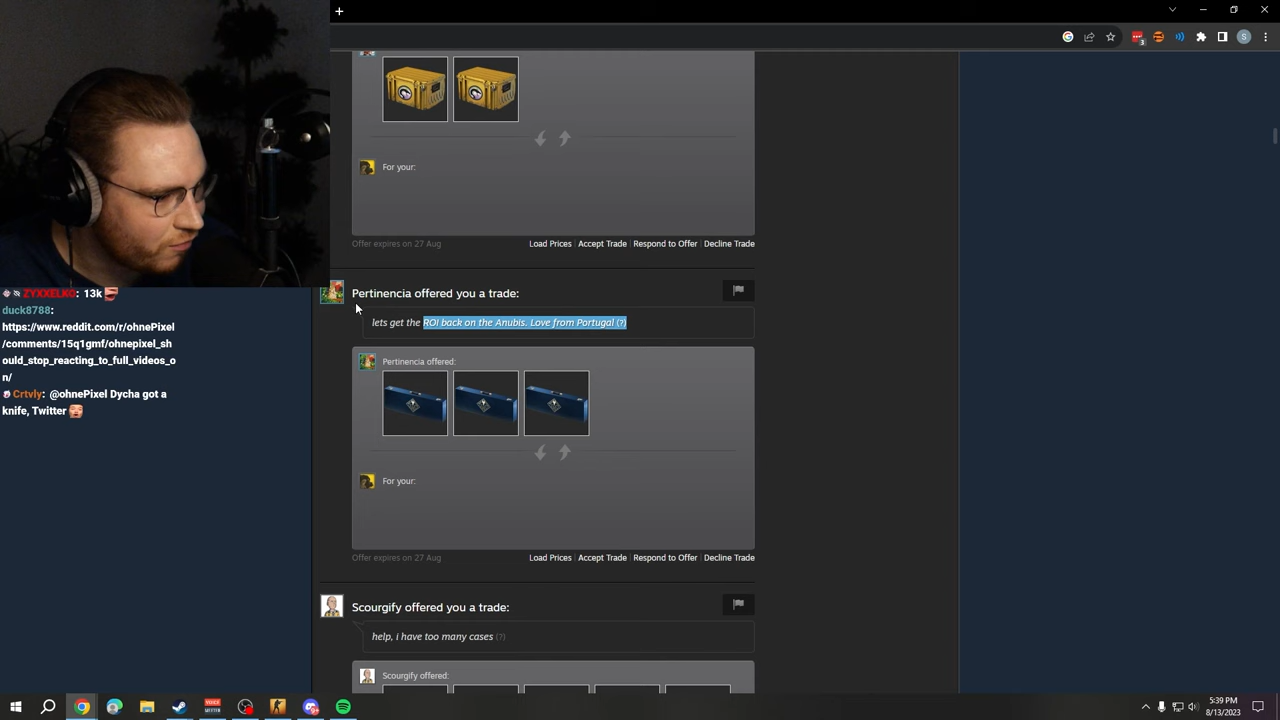 3
S
For your:
Offer expires on 27 Aug
Load Prices Accept Trade Respond to Offer Decline Trade
ZYXXELKO: 13k
duck8788:
https://www.reddit.com/r/ohnePixel
/comments/15q1gmf/ohnepixel_sh
ould_stop_reacting_to_full_videos_o
n/
Crtvly: @ohnePixel Dycha got a
knife, Twitter
Pertinencia offered you a trade:
lets get the ROI back on the Anubis. Love from Portugal (?)
Pertinencia offered:
For your:
Offer expires on 27 Aug
Load Prices Accept Trade Respond to Offer Decline Trade
Scourgify offered you a trade:
help, i have too many cases (?)
Scourgify offered:
5:39 PM
8/13/2023